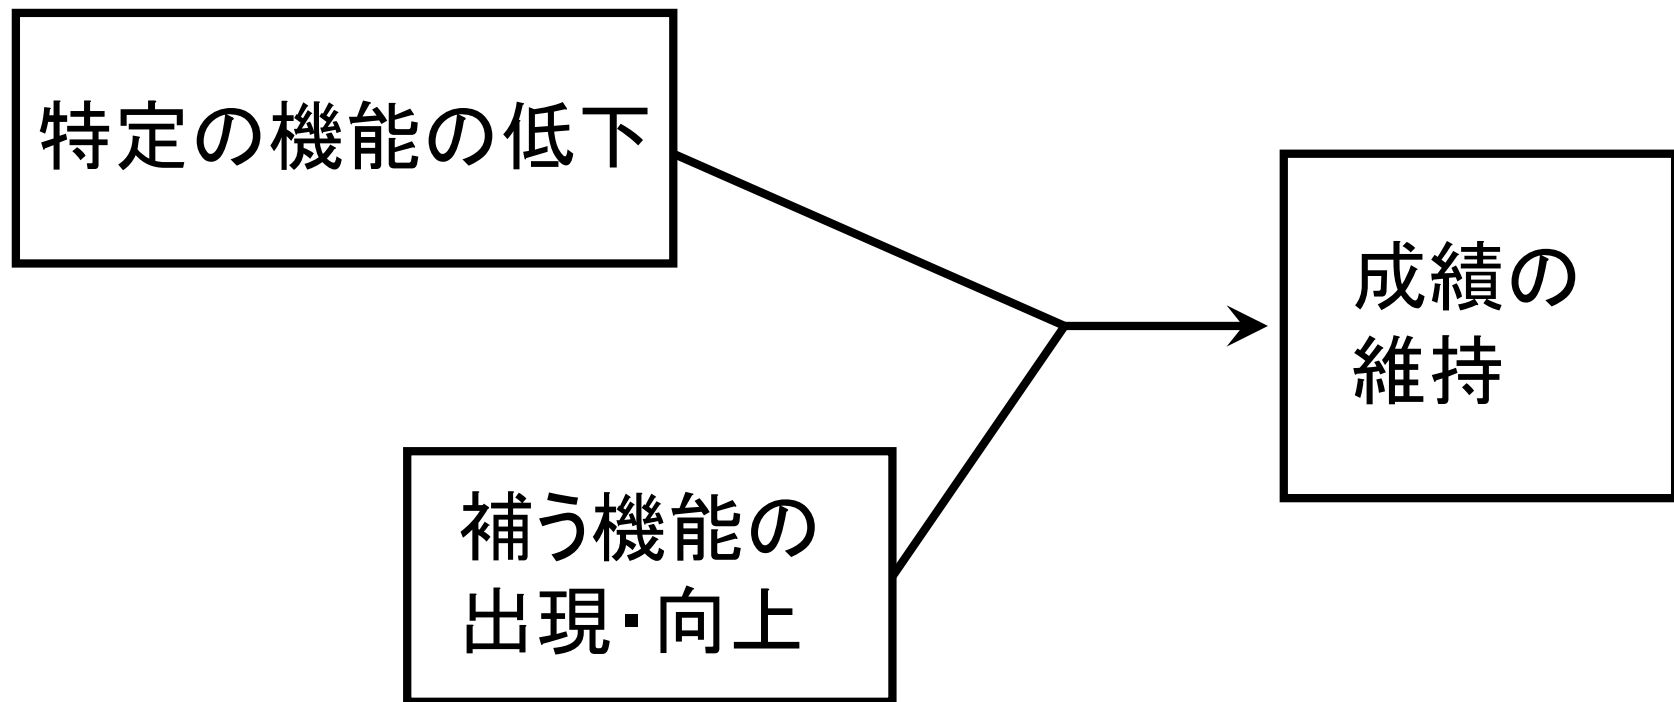 特定の機能の低下
成績の
維持
補う機能の
出現・向上